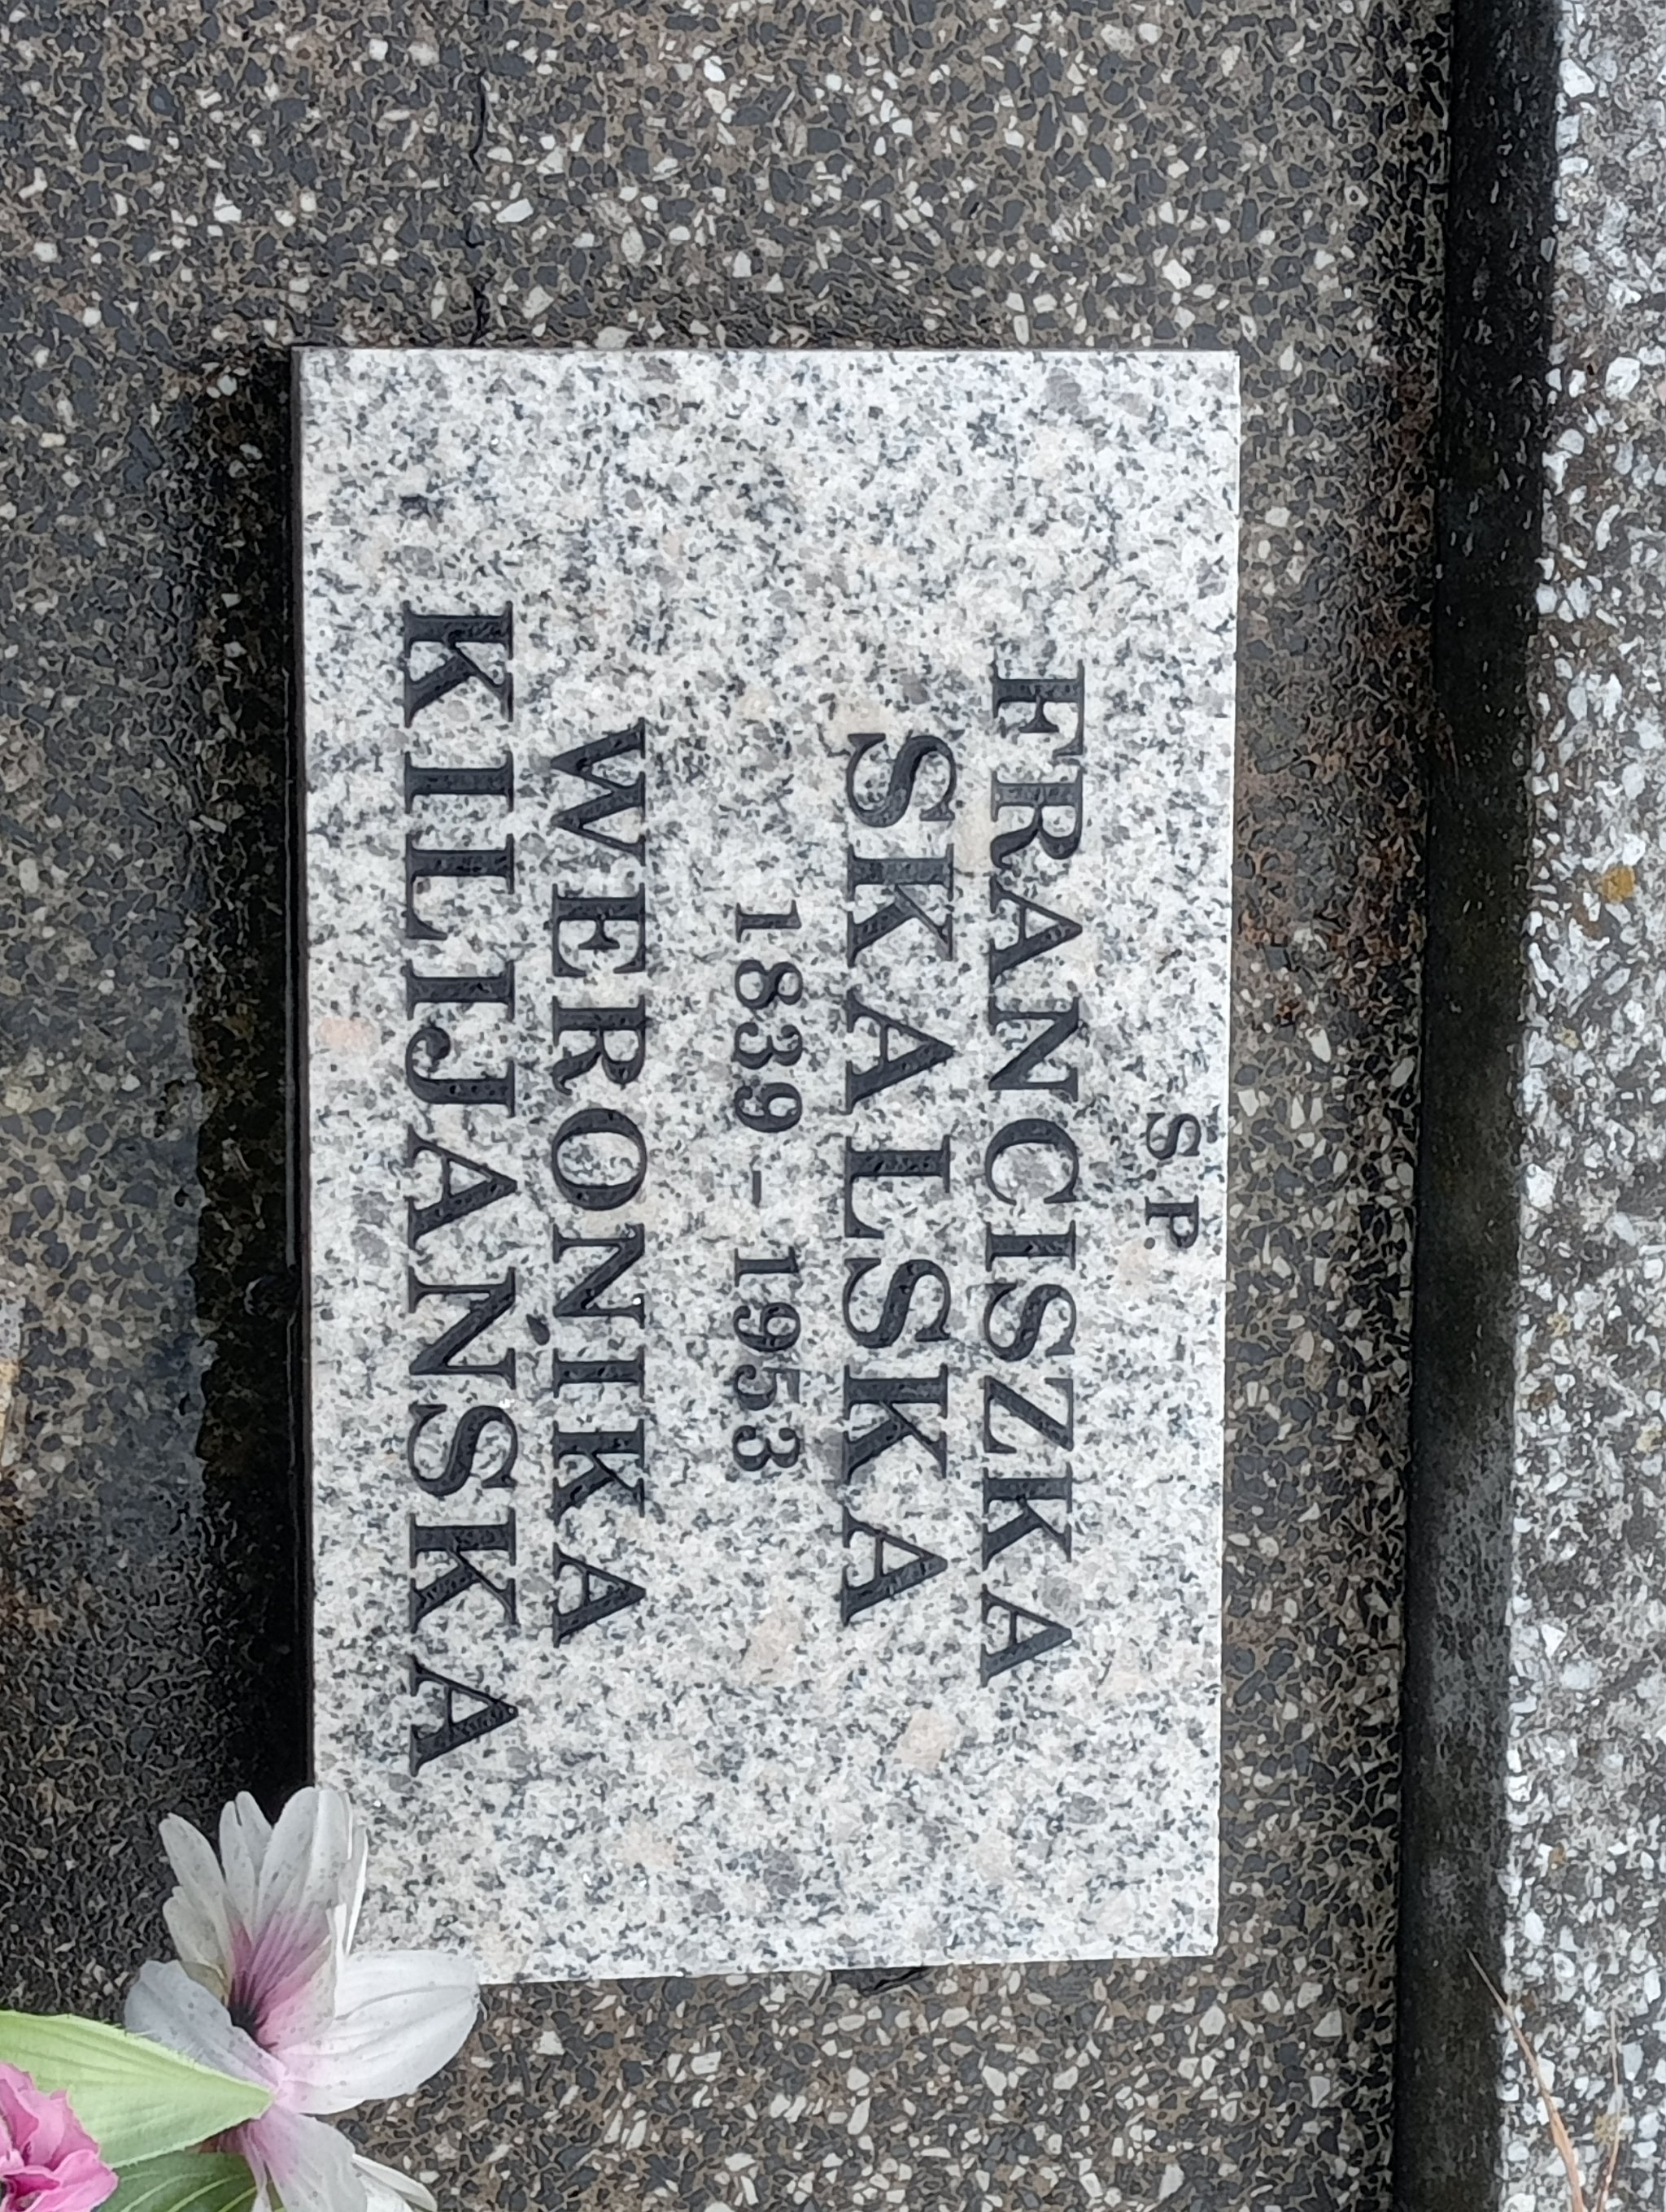 Ś.P.
FRANCISZKA
SKALSKA
1839 – 1953
WERONIKA
KILIJAŃSKA